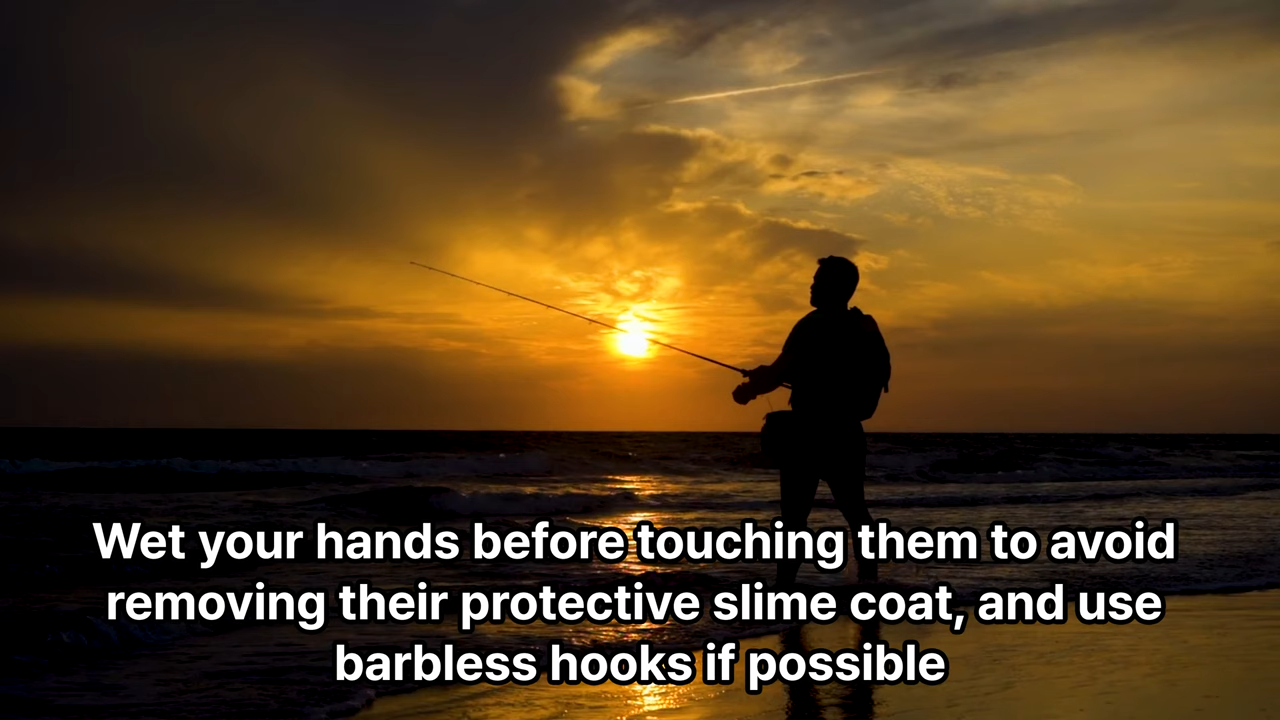 Wet your hands before touching them to avoid
removing their protective slime coat, and use
barbless hooks if possible